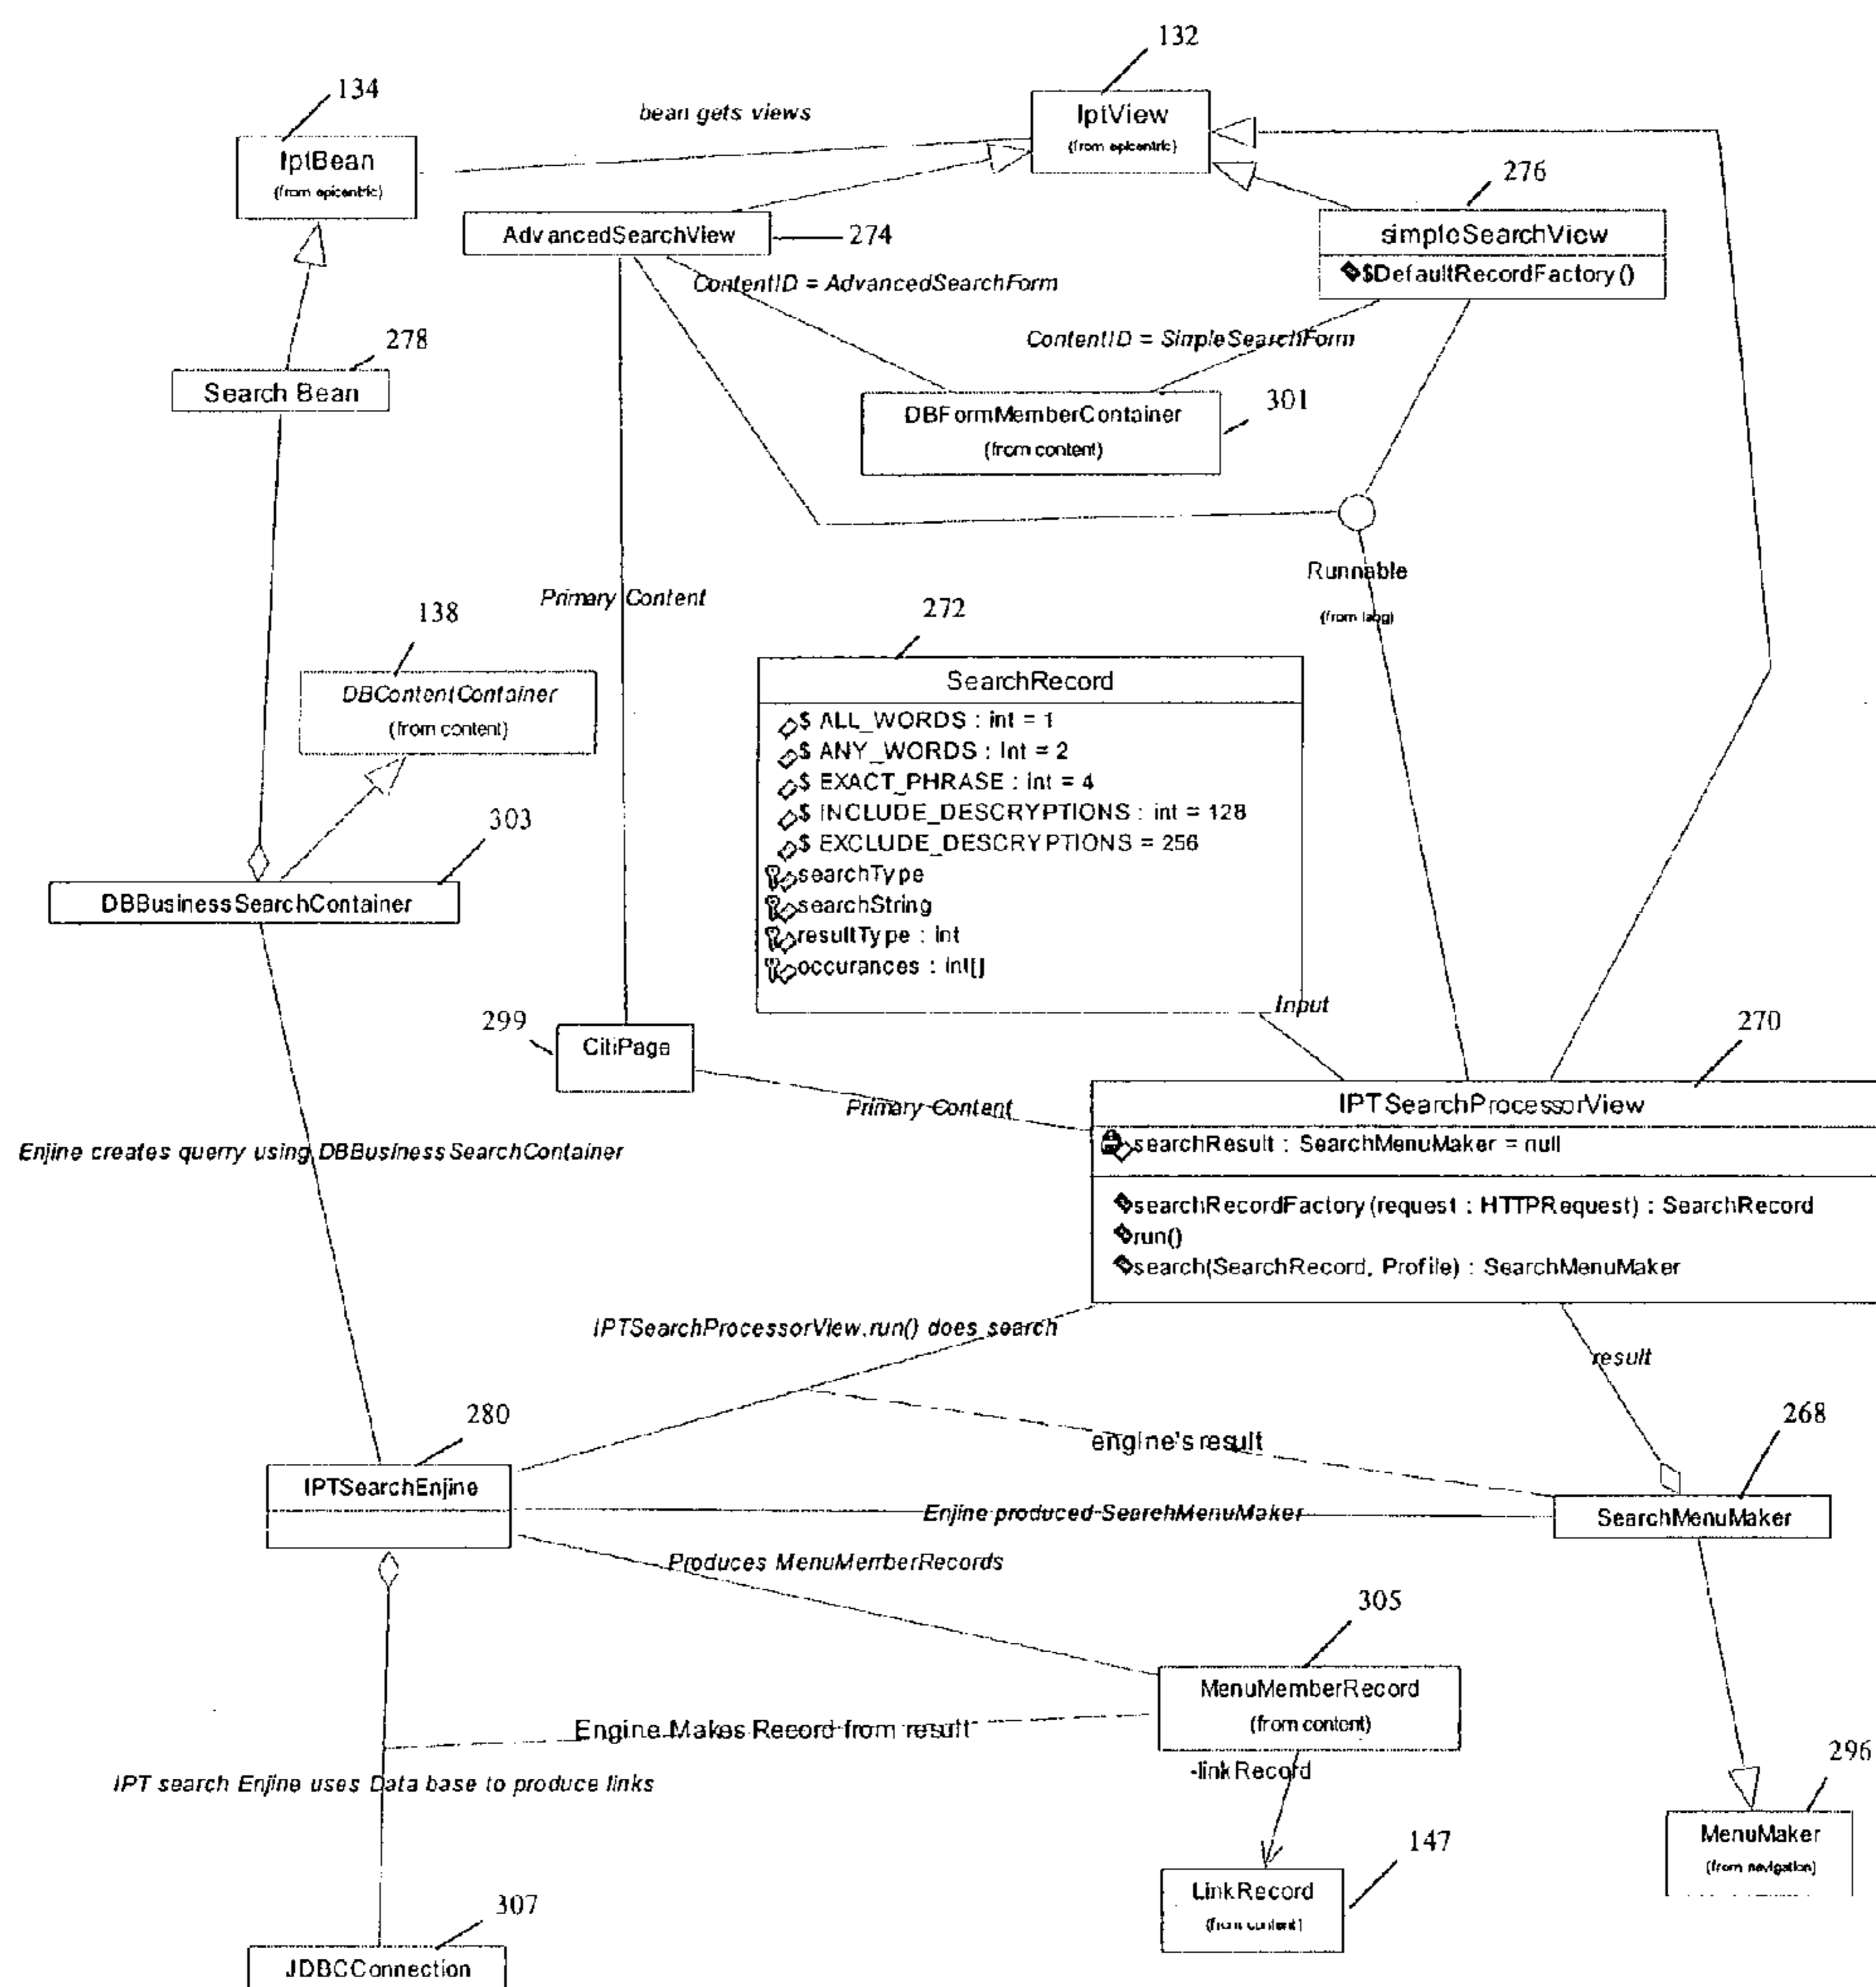 132
134
bean gets views
IptView
(from epicentric)
IptBean
(from epicentric)
276
AdvancedSearchView
274
simpleSearchView
$DefaultRecordFactory()
ContentID = AdvancedSearchForm
278
ContentID = SimpleSearchForm
Search Bean
DBFormMemberContainer
(from content)
301
Runnable
(from lang)
Primary Content
138
272
DBContentContainer
(from content)
SearchRecord
$ ALL_WORDS : int = 1
$ ANY_WORDS : Int = 2
$ EXACT_PHRASE : int = 4
$ INCLUDE_DESCRYPTIONS : int = 128
$ EXCLUDE_DESCRYPTIONS = 256
searchType
searchString
resultType : int
occurances : int[]
303
DBBusinessSearchContainer
Input
299
CitiPage
270
Primary Content
IPTSearchProcessorView
searchResult : SearchMenuMaker = null
searchRecordFactory(request : HTTPRequest) : SearchRecord
run()
search(SearchRecord, Profile) : SearchMenuMaker
Enjine creates querry using DBBusinessSearchContainer
IPTSearchProcessorView.run() does search
result
280
268
engine's result
IPTSearchEnjine
Enjine produced SearchMenuMaker
SearchMenuMaker
Produces MenuMemberRecords
305
MenuMemberRecord
(from content)
Engine Makes Record from result
-linkRecord
IPT search Enjine uses Data base to produce links
296
MenuMaker
(from navigation)
147
LinkRecord
(from content)
307
JDBCConnection